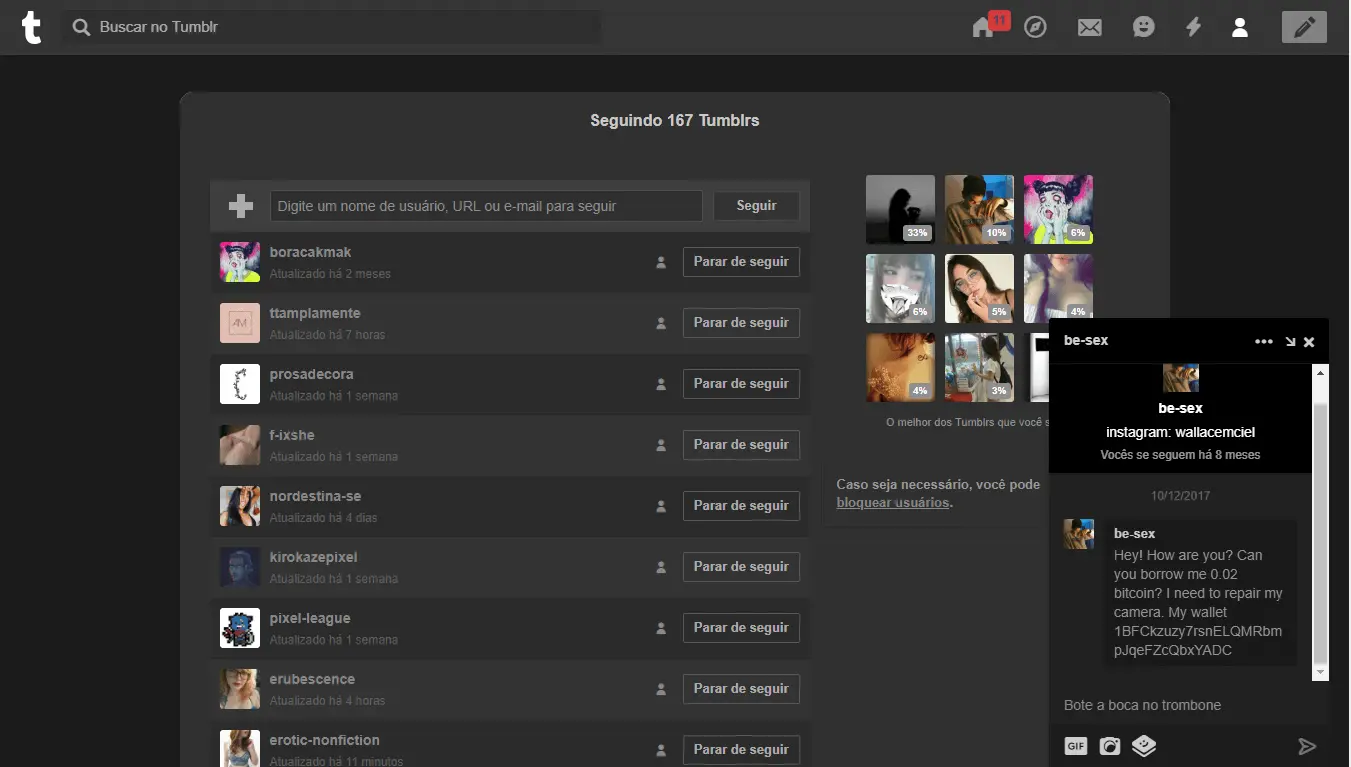 t
Buscar no Tumblr
11
Seguindo 167 Tumblrs
Digite um nome de usuário, URL ou e-mail para seguir
Seguir
boracakmak
Atualizado há 2 meses
Parar de seguir
ttamplamente
Atualizado há 7 horas
Parar de seguir
AM
prosadecora
Atualizado há 1 semana
Parar de seguir
f-ixshe
Atualizado há 1 semana
Parar de seguir
nordestina-se
Atualizado há 4 dias
Parar de seguir
kirokazepixel
Atualizado há 1 semana
Parar de seguir
pixel-league
Atualizado há 1 semana
Parar de seguir
erubescence
Atualizado há 4 horas
Parar de seguir
erotic-nonfiction
Atualizado há 11 minutos
Parar de seguir
33%
10%
6%
6%
5%
4%
4%
3%
O melhor dos Tumblrs que você s
Caso seja necessário, você pode
bloquear usuários.
be-sex
be-sex
instagram: wallacemciel
Vocês se seguem há 8 meses
10/12/2017
be-sex
Hey! How are you? Can
you borrow me 0.02
bitcoin? I need to repair my
camera. My wallet
1BFCkzuzy7rsnELQMRbm
pJqeFZcQbxYADC
Bote a boca no trombone
GIF